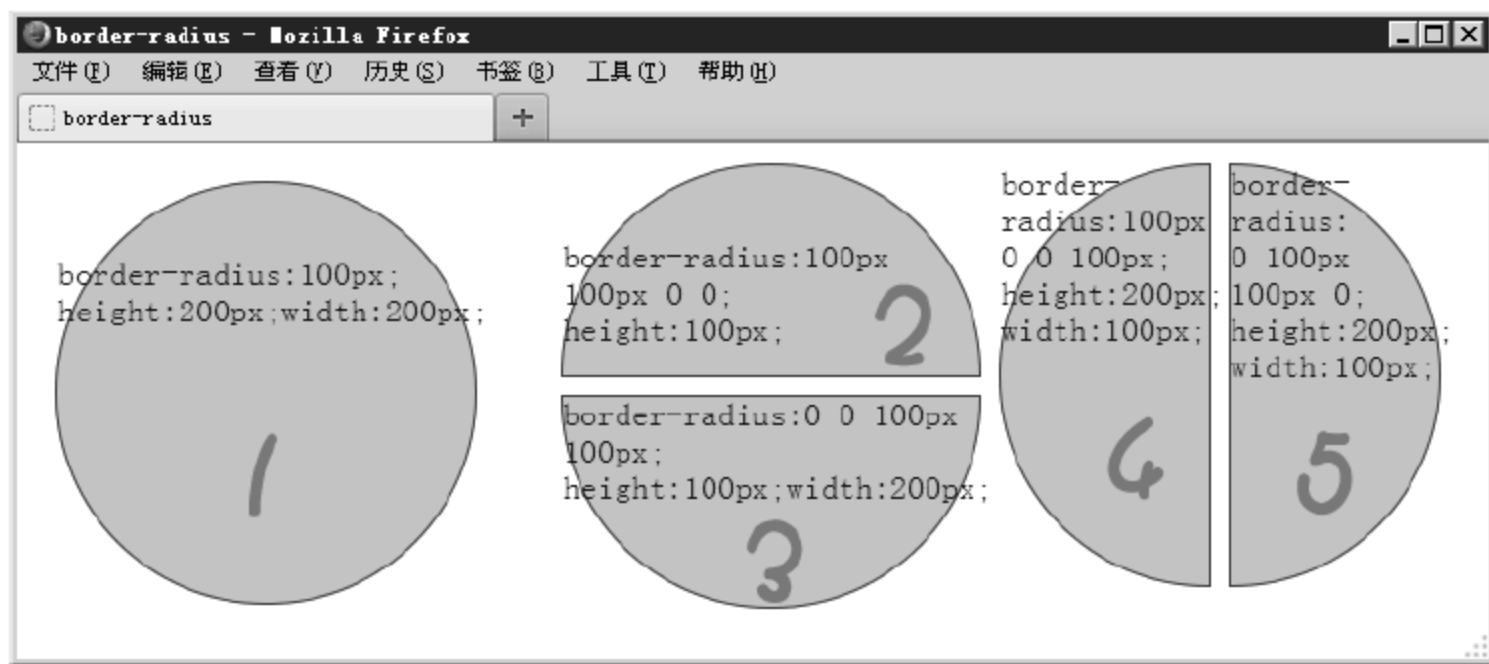 border-radius - Mozilla Firefox
文件(F) 编辑(E) 查看(V) 历史(S) 书签(B) 工具(T) 帮助(H)
border-radius
border-radius:100px;
height:200px;width:200px;
1
border-radius:100px
100px 0 0;
height:100px;
2
border-radius:0 0 100px
100px;
height:100px;width:200px;
3
border-
radius:100px
0 0 100px;
height:200px;
width:100px;
4
border-
radius:
0 100px
100px 0;
height:200px;
width:100px;
5